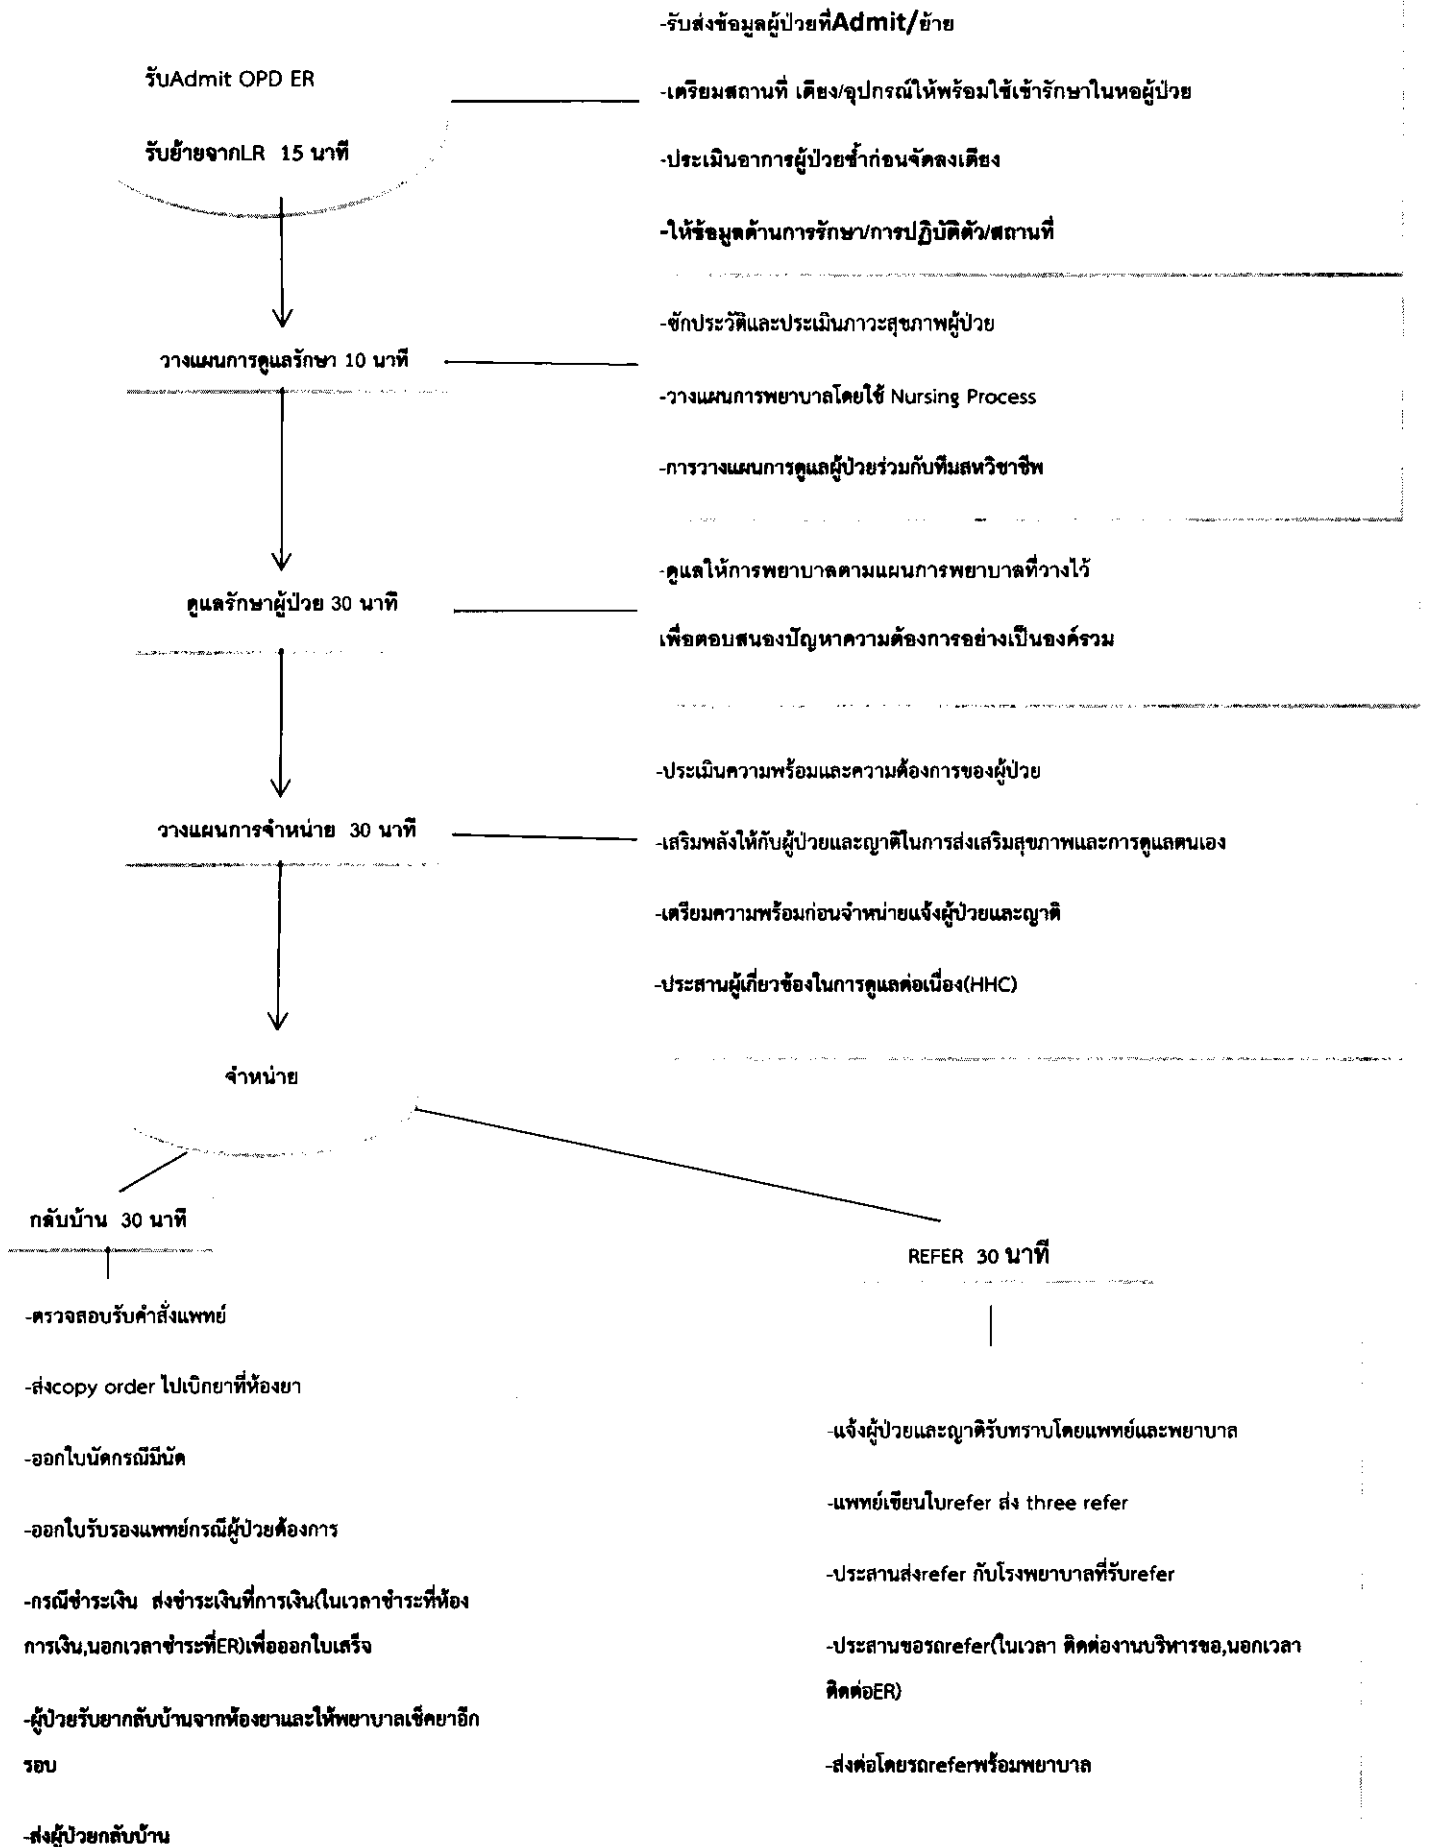 รับAdmit OPD ER
รับย้ายจากLR 15 นาที
-รับส่งข้อมูลผู้ป่วยที่Admit/ย้าย
-เตรียมสถานที่ เตียง/อุปกรณ์ให้พร้อมใช้เข้ารักษาในหอผู้ป่วย
-ประเมินอาการผู้ป่วยซ้ำก่อนจัดลงเตียง
-ให้ข้อมูลด้านการรักษา/การปฏิบัติตัว/สถานที่
วางแผนการดูแลรักษา 10 นาที
-ซักประวัติและประเมินภาวะสุขภาพผู้ป่วย
-วางแผนการพยาบาลโดยใช้ Nursing Process
-การวางแผนการดูแลผู้ป่วยร่วมกับทีมสหวิชาชีพ
ดูแลรักษาผู้ป่วย 30 นาที
-ดูแลให้การพยาบาลตามแผนการพยาบาลที่วางไว้
เพื่อตอบสนองปัญหาความต้องการอย่างเป็นองค์รวม
วางแผนการจำหน่าย 30 นาที
-ประเมินความพร้อมและความต้องการของผู้ป่วย
-เสริมพลังให้กับผู้ป่วยและญาติในการส่งเสริมสุขภาพและการดูแลตนเอง
-เตรียมความพร้อมก่อนจำหน่ายแจ้งผู้ป่วยและญาติ
-ประสานผู้เกี่ยวข้องในการดูแลต่อเนื่อง(HHC)
จำหน่าย
กลับบ้าน 30 นาที
-ตรวจสอบรับคำสั่งแพทย์
-ส่งcopy order ไปเบิกยาที่ห้องยา
-ออกใบนัดกรณีมีนัด
-ออกใบรับรองแพทย์กรณีผู้ป่วยต้องการ
-กรณีชำระเงิน ส่งชำระเงินที่การเงิน(ในเวลาชำระที่ห้อง
การเงิน,นอกเวลาชำระที่ER)เพื่อออกใบเสร็จ
-ผู้ป่วยรับยากลับบ้านจากห้องยาและให้พยาบาลเช็คยาอีก
รอบ
-ส่งผู้ป่วยกลับบ้าน
REFER 30 นาที
-แจ้งผู้ป่วยและญาติรับทราบโดยแพทย์และพยาบาล
-แพทย์เขียนใบrefer ส่ง three refer
-ประสานส่งrefer กับโรงพยาบาลที่รับrefer
-ประสานขอรถrefer(ในเวลา ติดต่องานบริหารขอ,นอกเวลา
ติดต่อER)
-ส่งต่อโดยรถreferพร้อมพยาบาล